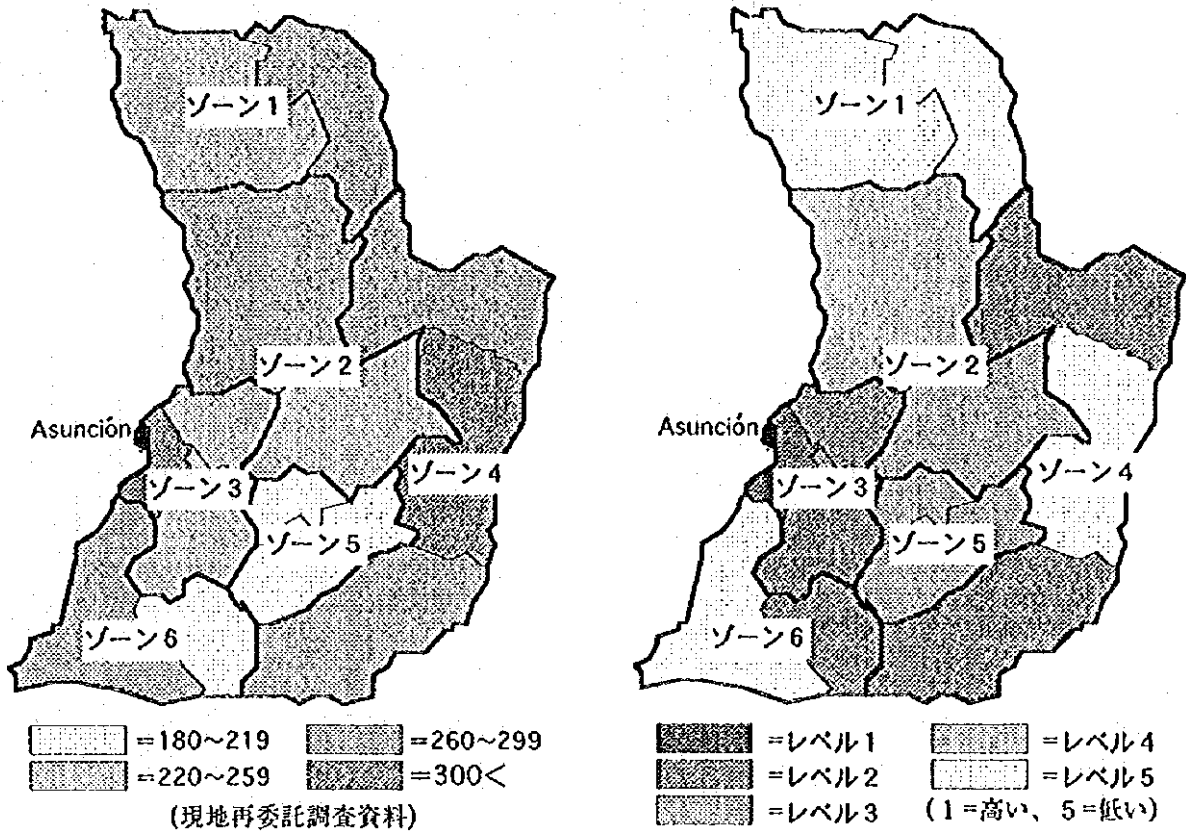 ゾーン1
ゾーン2
Asunción
ゾーン3
ゾーン4
ゾーン5
ゾーン6
=180~219
=260~299
=220~259
=300<
(現地再委託調査資料)
ゾーン1
ゾーン2
Asunción
ゾーン3
ゾーン4
ゾーン5
ゾーン6
=レベル1
=レベル4
=レベル2
=レベル5
=レベル3
(1=高い、5=低い)